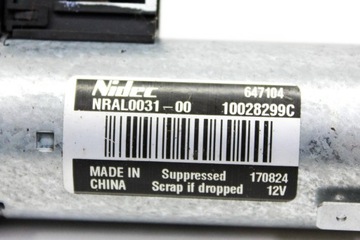 Nidec 647104
NRAL0031-00 10028299C
MADE IN CHINA
Suppressed 170824
Scrap if dropped 12V